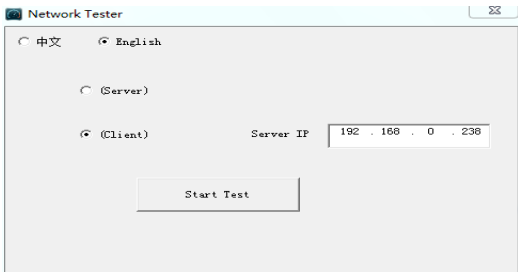 Network Tester
中文 English
(Server)
(Client) Server IP 192 . 168 . 0 . 238
Start Test